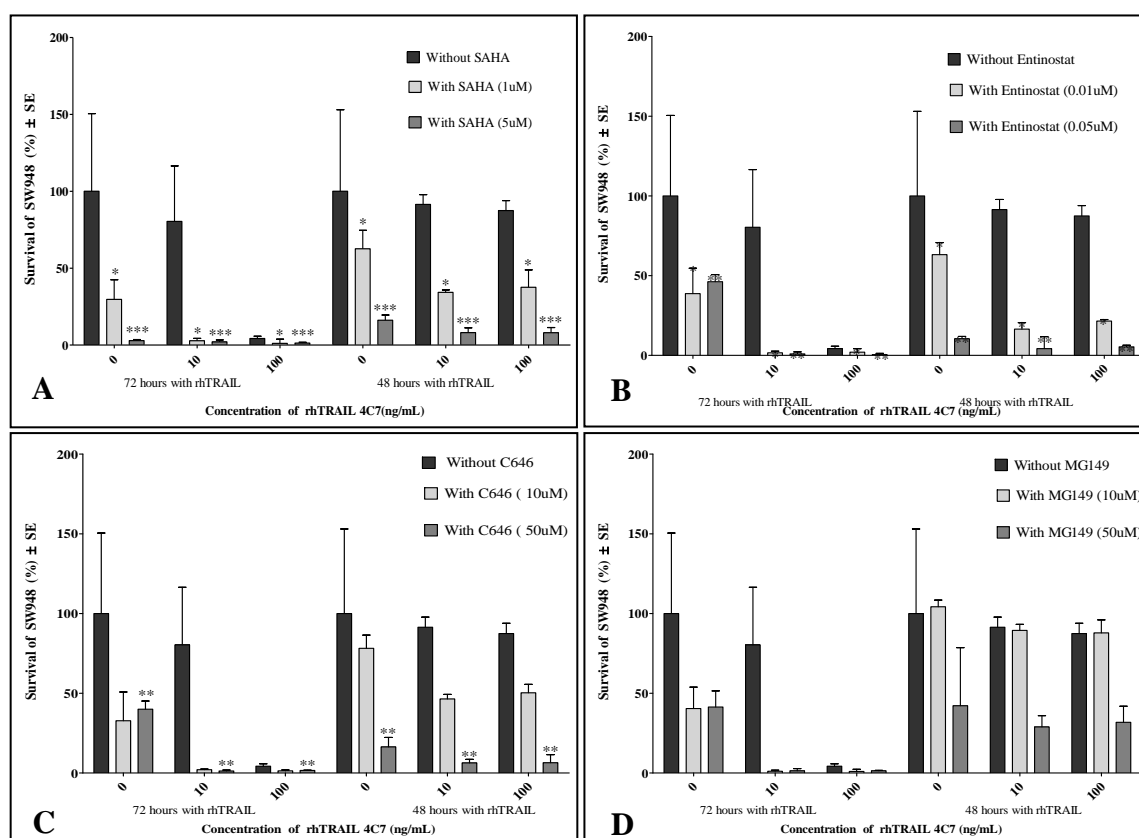 200
150
100
50
0
Survival of SW948 (%) ± SE
Without SAHA
With SAHA (1uM)
With SAHA (5uM)
* *** * *** * *** * *** * *** * ***
0 10 100 0 10 100
72 hours with rhTRAIL 48 hours with rhTRAIL
Concentration of rhTRAIL 4C7(ng/mL)
A
200
150
100
50
0
Survival of SW948 (%) ± SE
Without Entinostat
With Entinostat (0.01uM)
With Entinostat (0.05uM)
* ** * ** * ** * ** * ** * **
0 10 100 0 10 100
72 hours with rhTRAIL 48 hours with rhTRAIL
Concentration of rhTRAIL 4C7 (ng/mL)
B
200
150
100
50
0
Survival of SW948 (%) ± SE
Without C646
With C646 ( 10uM)
With C646 ( 50uM)
** ** ** ** ** **
0 10 100 0 10 100
72 hours with rhTRAIL 48 hours with rhTRAIL
Concentration of rhTRAIL 4C7 (ng/mL)
C
200
150
100
50
0
Survival of SW948 (%) ± SE
Without MG149
With MG149 (10uM)
With MG149 (50uM)
0 10 100 0 10 100
72 hours with rhTRAIL 48 hours with rhTRAIL
Concentration of rhTRAIL 4C7 (ng/mL)
D